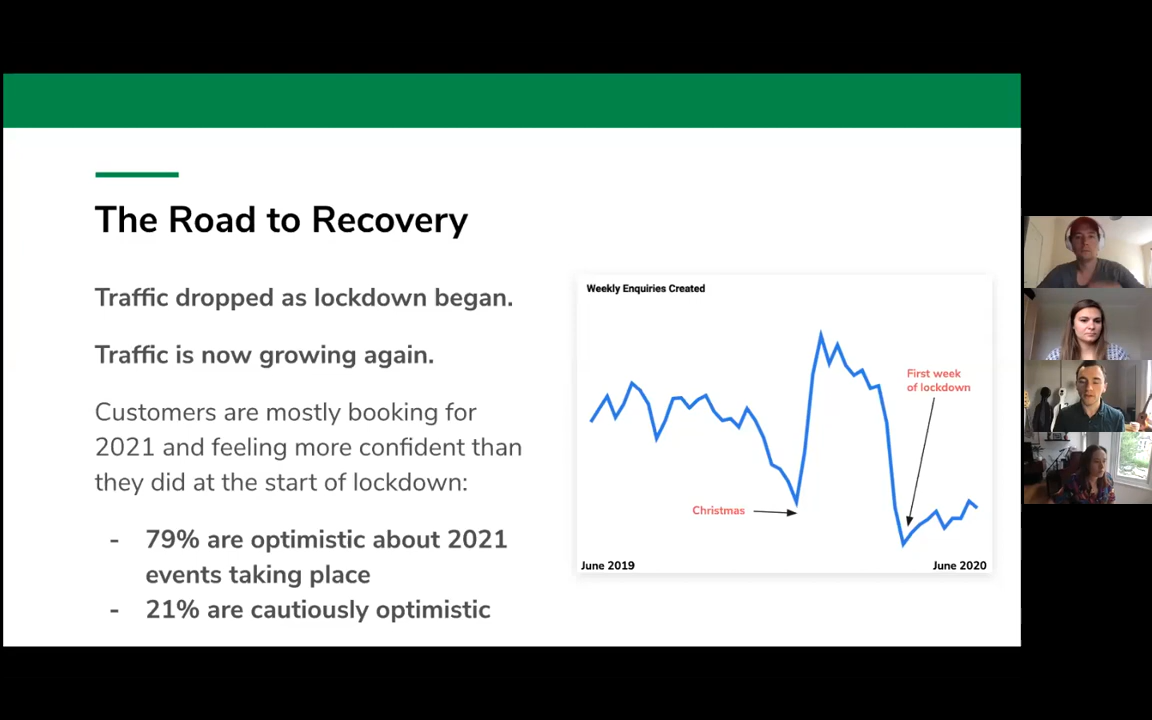 The Road to Recovery
Traffic dropped as lockdown began.
Traffic is now growing again.
Customers are mostly booking for
2021 and feeling more confident than
they did at the start of lockdown:
- 79% are optimistic about 2021
events taking place
- 21% are cautiously optimistic
Weekly Enquiries Created
First week
of lockdown
Christmas
June 2019
June 2020